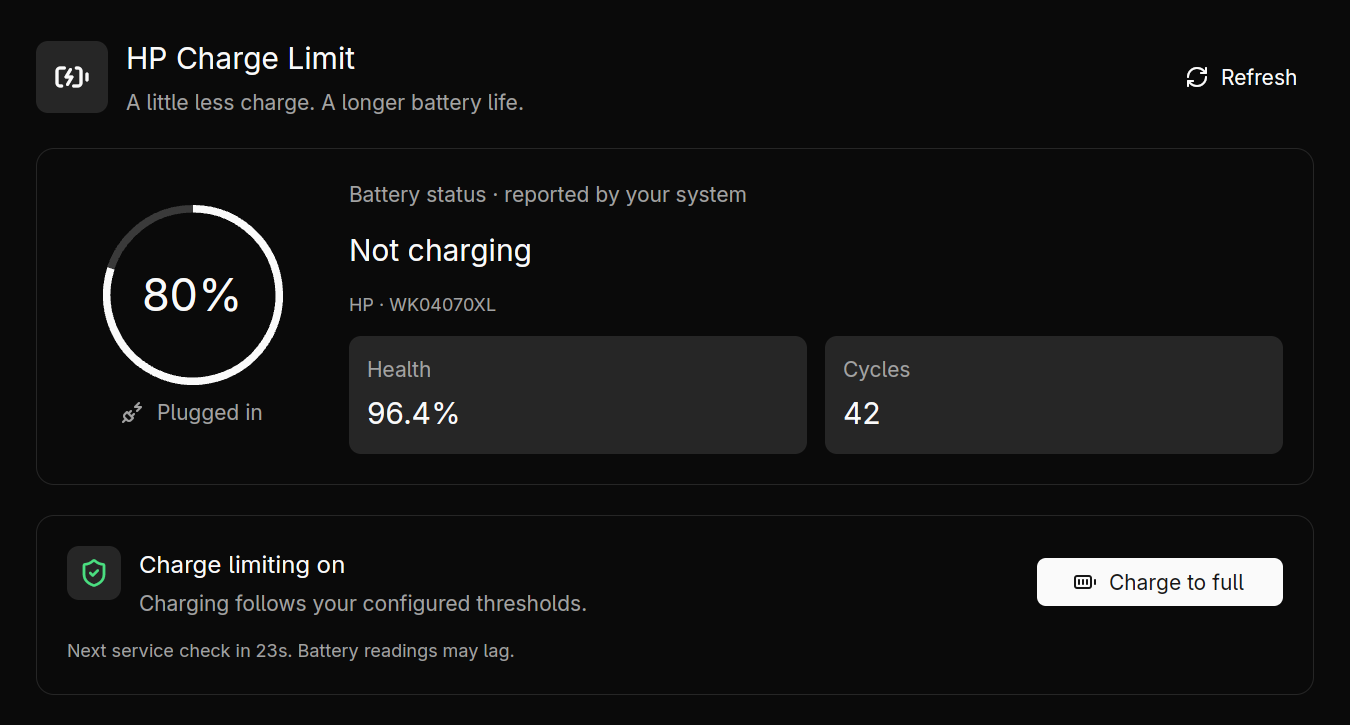 HP Charge Limit
A little less charge. A longer battery life.
Refresh
80%
Plugged in
Battery status · reported by your system
Not charging
HP · WK04070XL
Health
96.4%
Cycles
42
Charge limiting on
Charging follows your configured thresholds.
Charge to full
Next service check in 23s. Battery readings may lag.